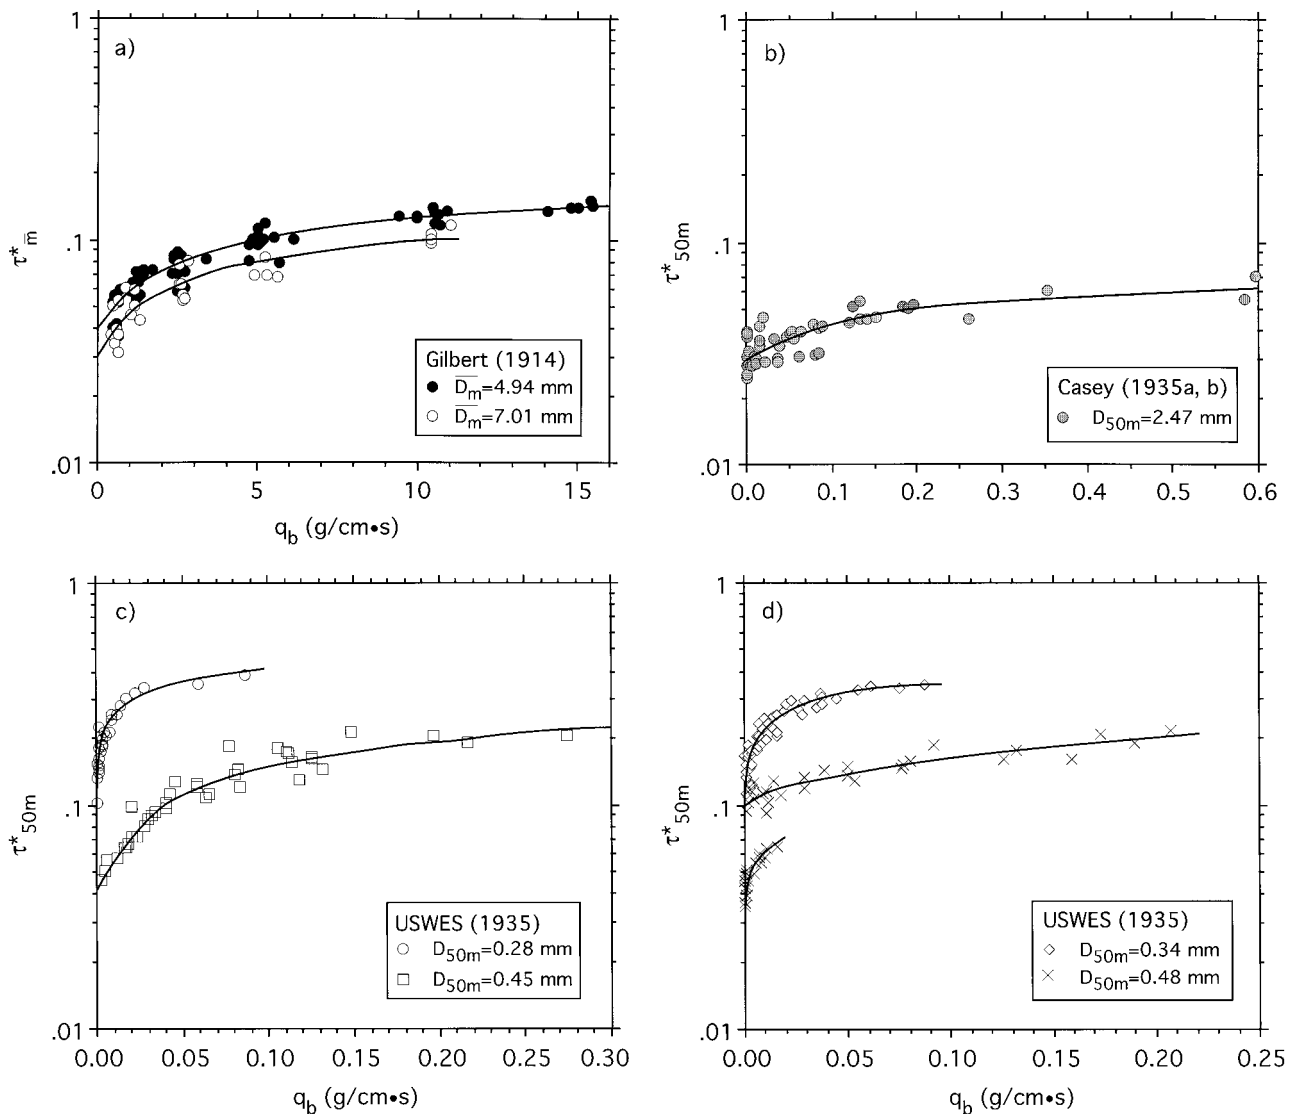 a)
1
.1
.01
τ*m̅
0 5 10 15
q_b (g/cm•s)
Gilbert (1914)
D̅m̅=4.94 mm
D̅m̅=7.01 mm
b)
1
.1
.01
τ*50m
0.0 0.1 0.2 0.3 0.4 0.5 0.6
q_b (g/cm•s)
Casey (1935a, b)
D50m=2.47 mm
c)
1
.1
.01
τ*50m
0.00 0.05 0.10 0.15 0.20 0.25 0.30
q_b (g/cm•s)
USWES (1935)
D50m=0.28 mm
D50m=0.45 mm
d)
1
.1
.01
τ*50m
0.00 0.05 0.10 0.15 0.20 0.25
q_b (g/cm•s)
USWES (1935)
D50m=0.34 mm
D50m=0.48 mm